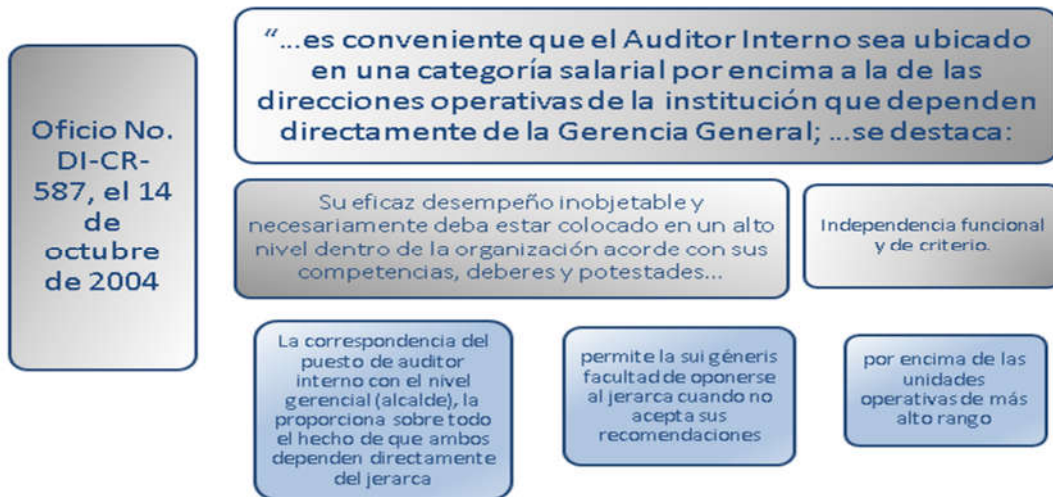 Oficio No.
DI-CR-
587, el 14
de
octubre
de 2004
“...es conveniente que el Auditor Interno sea ubicado
en una categoría salarial por encima a la de las
direcciones operativas de la institución que dependen
directamente de la Gerencia General; ...se destaca:
Su eficaz desempeño inobjetable y
necesariamente deba estar colocado en un alto
nivel dentro de la organización acorde con sus
competencias, deberes y potestades...
Independencia funcional
y de criterio.
La correspondencia del
puesto de auditor
interno con el nivel
gerencial (alcalde), la
proporciona sobre todo
el hecho de que ambos
dependen directamente
del jerarca
permite la sui géneris
facultad de oponerse
al jerarca cuando no
acepta sus
recomendaciones
por encima de las
unidades
operativas de más
alto rango